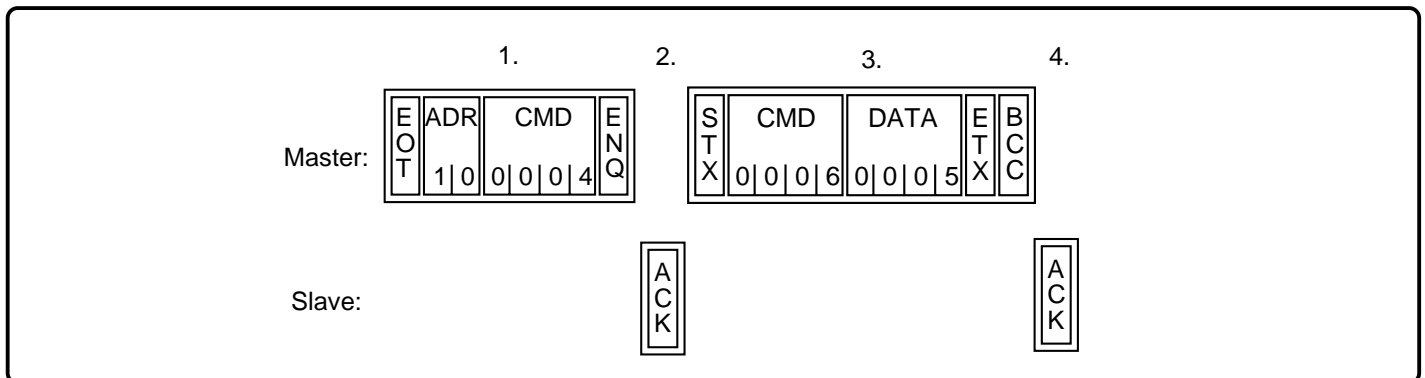 1. 2. 3. 4.
Master: EOT ADR 1|0 CMD 0|0|0|4 ENQ STX CMD 0|0|0|6 DATA 0|0|0|5 ETX BCC
Slave: ACK ACK